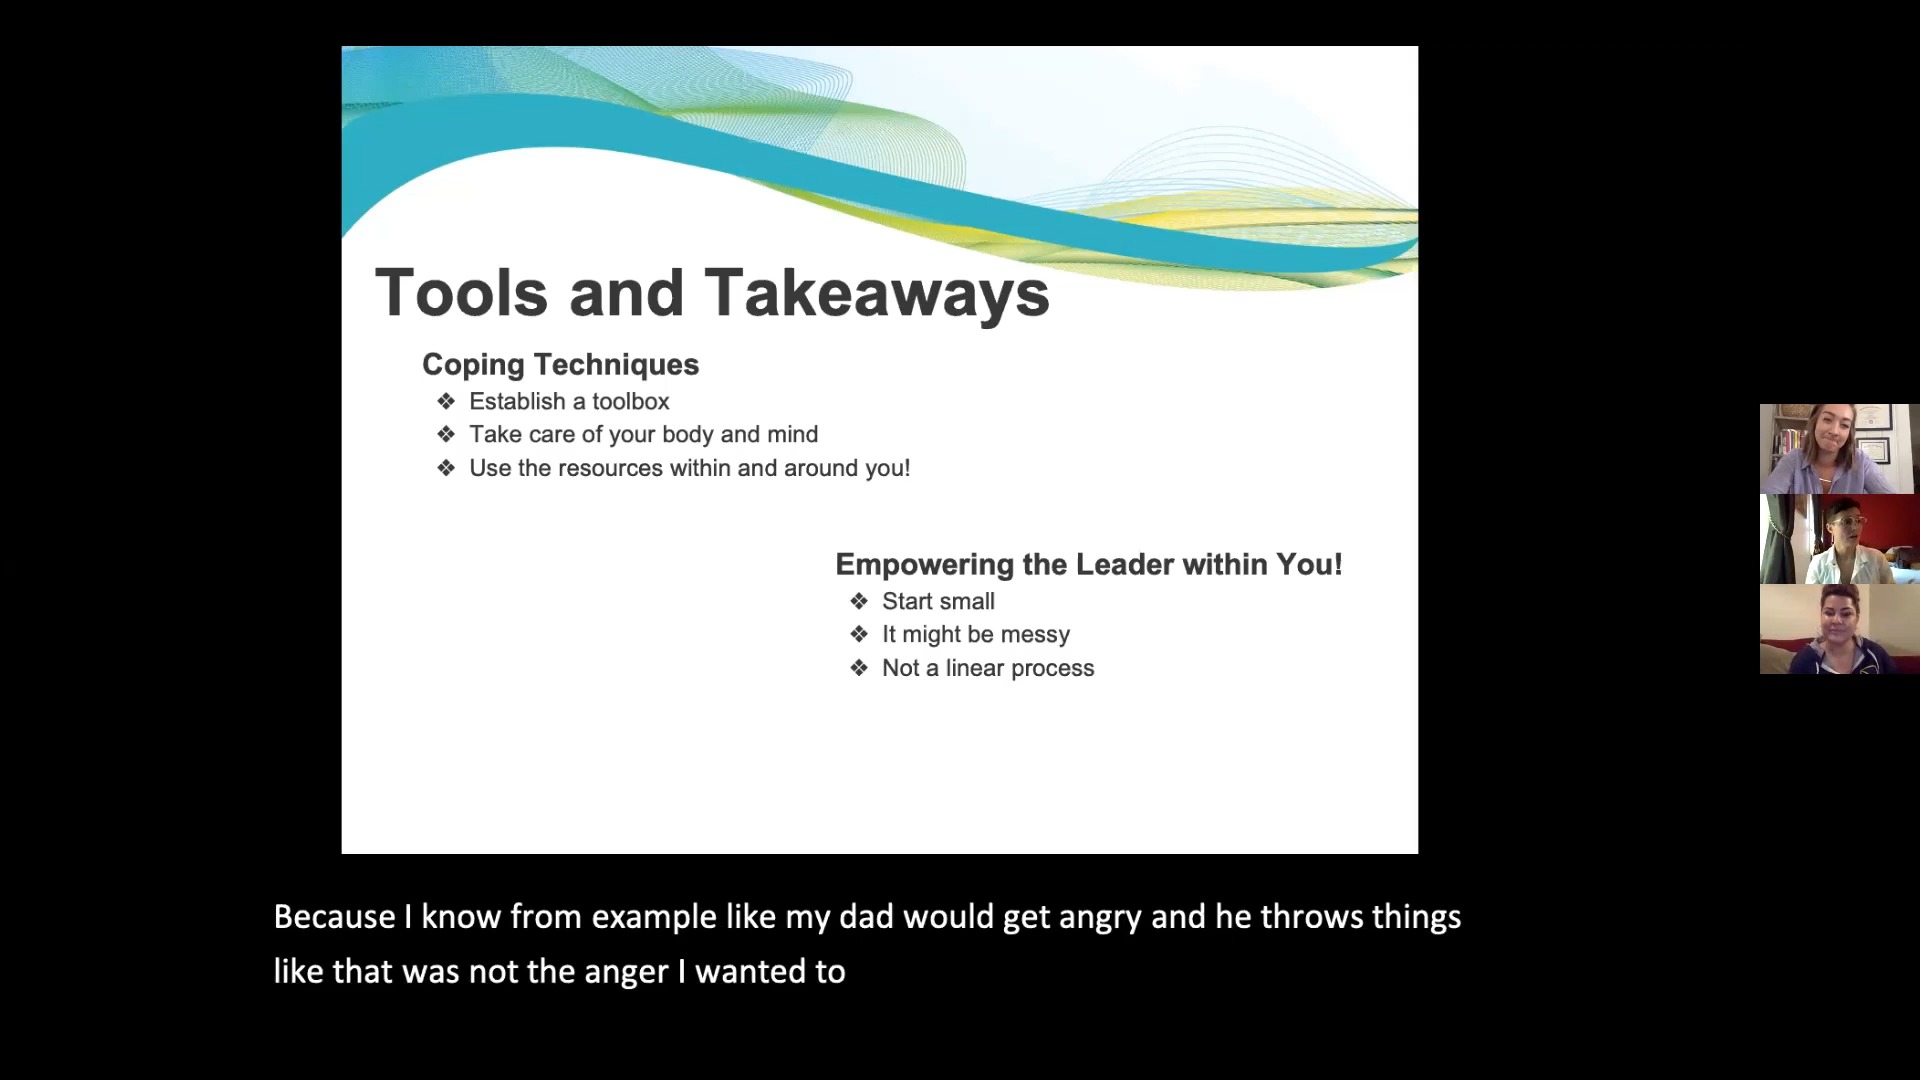 Tools and Takeaways
Coping Techniques
❖ Establish a toolbox
❖ Take care of your body and mind
❖ Use the resources within and around you!
Empowering the Leader within You!
❖ Start small
❖ It might be messy
❖ Not a linear process
Because I know from example like my dad would get angry and he throws things
like that was not the anger I wanted to